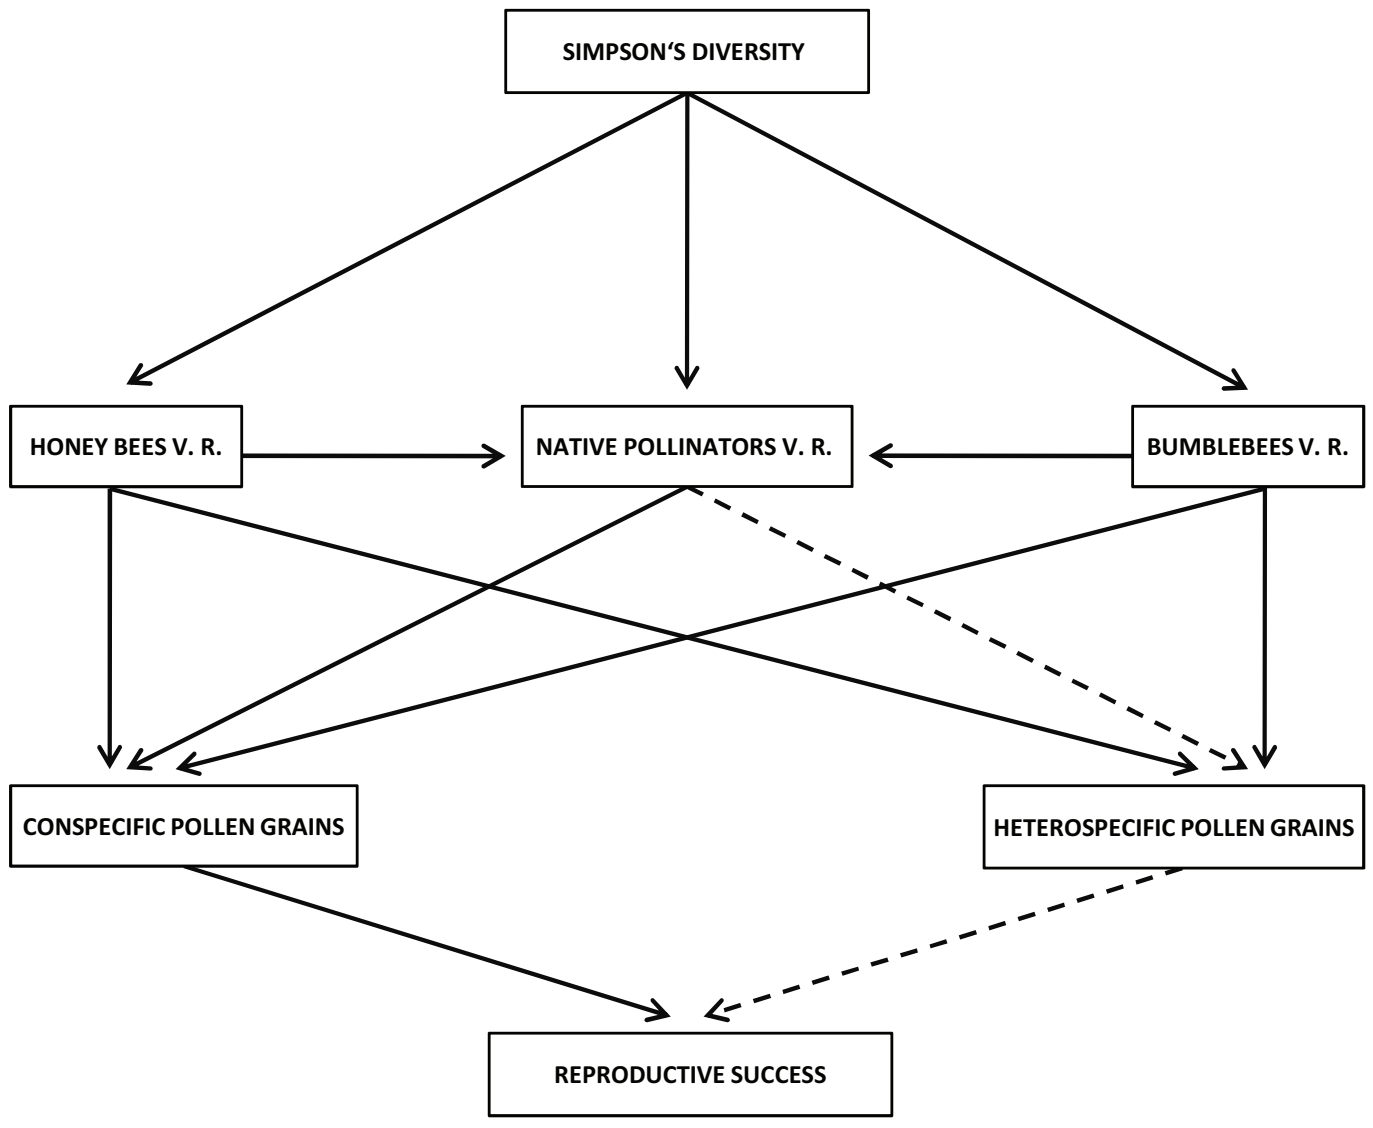 SIMPSON‘S DIVERSITY
HONEY BEES V. R.
NATIVE POLLINATORS V. R.
BUMBLEBEES V. R.
CONSPECIFIC POLLEN GRAINS
HETEROSPECIFIC POLLEN GRAINS
REPRODUCTIVE SUCCESS